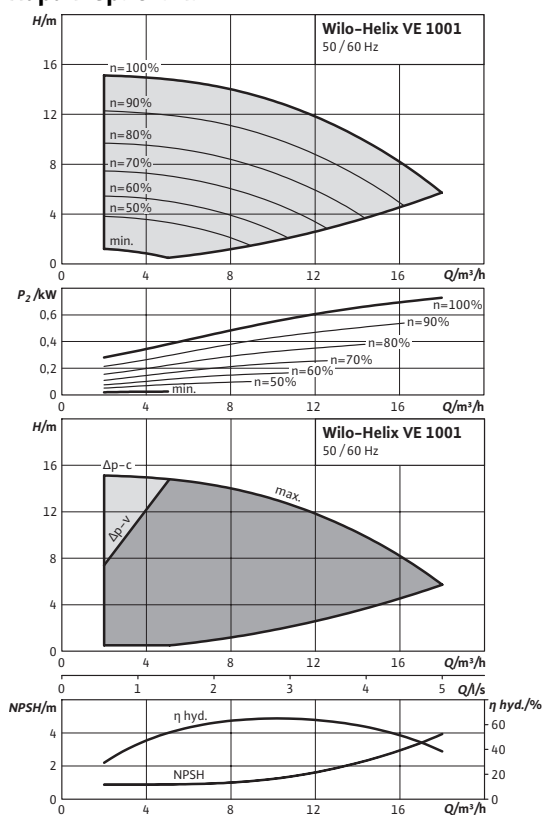 H/m
Wilo-Helix VE 1001
50 / 60 Hz
16
n=100%
12
n=90%
n=80%
8
n=70%
n=60%
4
n=50%
min.
0
0 4 8 12 16 Q/m³/h
P2 /kW
n=100%
0,6
n=90%
0,4
n=80%
n=70%
0,2
n=60%
n=50%
min.
0
0 4 8 12 16 Q/m³/h
H/m
Wilo-Helix VE 1001
50 / 60 Hz
16
Δp-c
max.
12
Δp-v
8
4
0
0 4 8 12 16 Q/m³/h
0 1 2 3 4 5 Q/l/s
NPSH/m
η hyd./%
η hyd.
60
4
40
2
NPSH
20
0
0
0 4 8 12 16 Q/m³/h